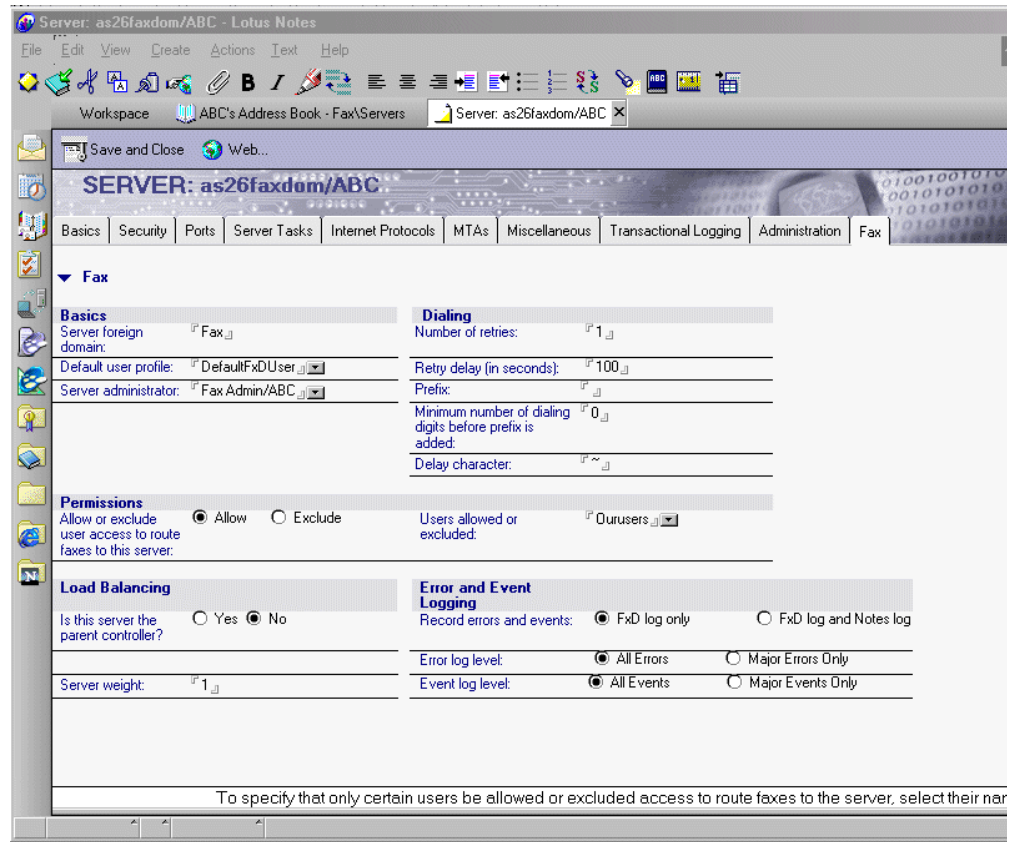 Server: as26faxdom/ABC - Lotus Notes
File Edit View Create Actions Text Help
Workspace ABC's Address Book - Fax\Servers Server: as26faxdom/ABC
Save and Close Web...
SERVER: as26faxdom/ABC
Basics Security Ports Server Tasks Internet Protocols MTAs Miscellaneous Transactional Logging Administration Fax
Fax
Basics Dialing
Server foreign domain: Fax Number of retries: 1
Default user profile: DefaultFxDUser Retry delay (in seconds): 100
Server administrator: Fax Admin/ABC Prefix:
Minimum number of dialing digits before prefix is added: 0
Delay character: ~
Permissions
Allow or exclude user access to route faxes to this server: Allow Exclude Users allowed or excluded: Ourusers
Load Balancing Error and Event Logging
Is this server the parent controller? Yes No Record errors and events: FxD log only FxD log and Notes log
Error log level: All Errors Major Errors Only
Server weight: 1 Event log level: All Events Major Events Only
To specify that only certain users be allowed or excluded access to route faxes to the server, select their nar